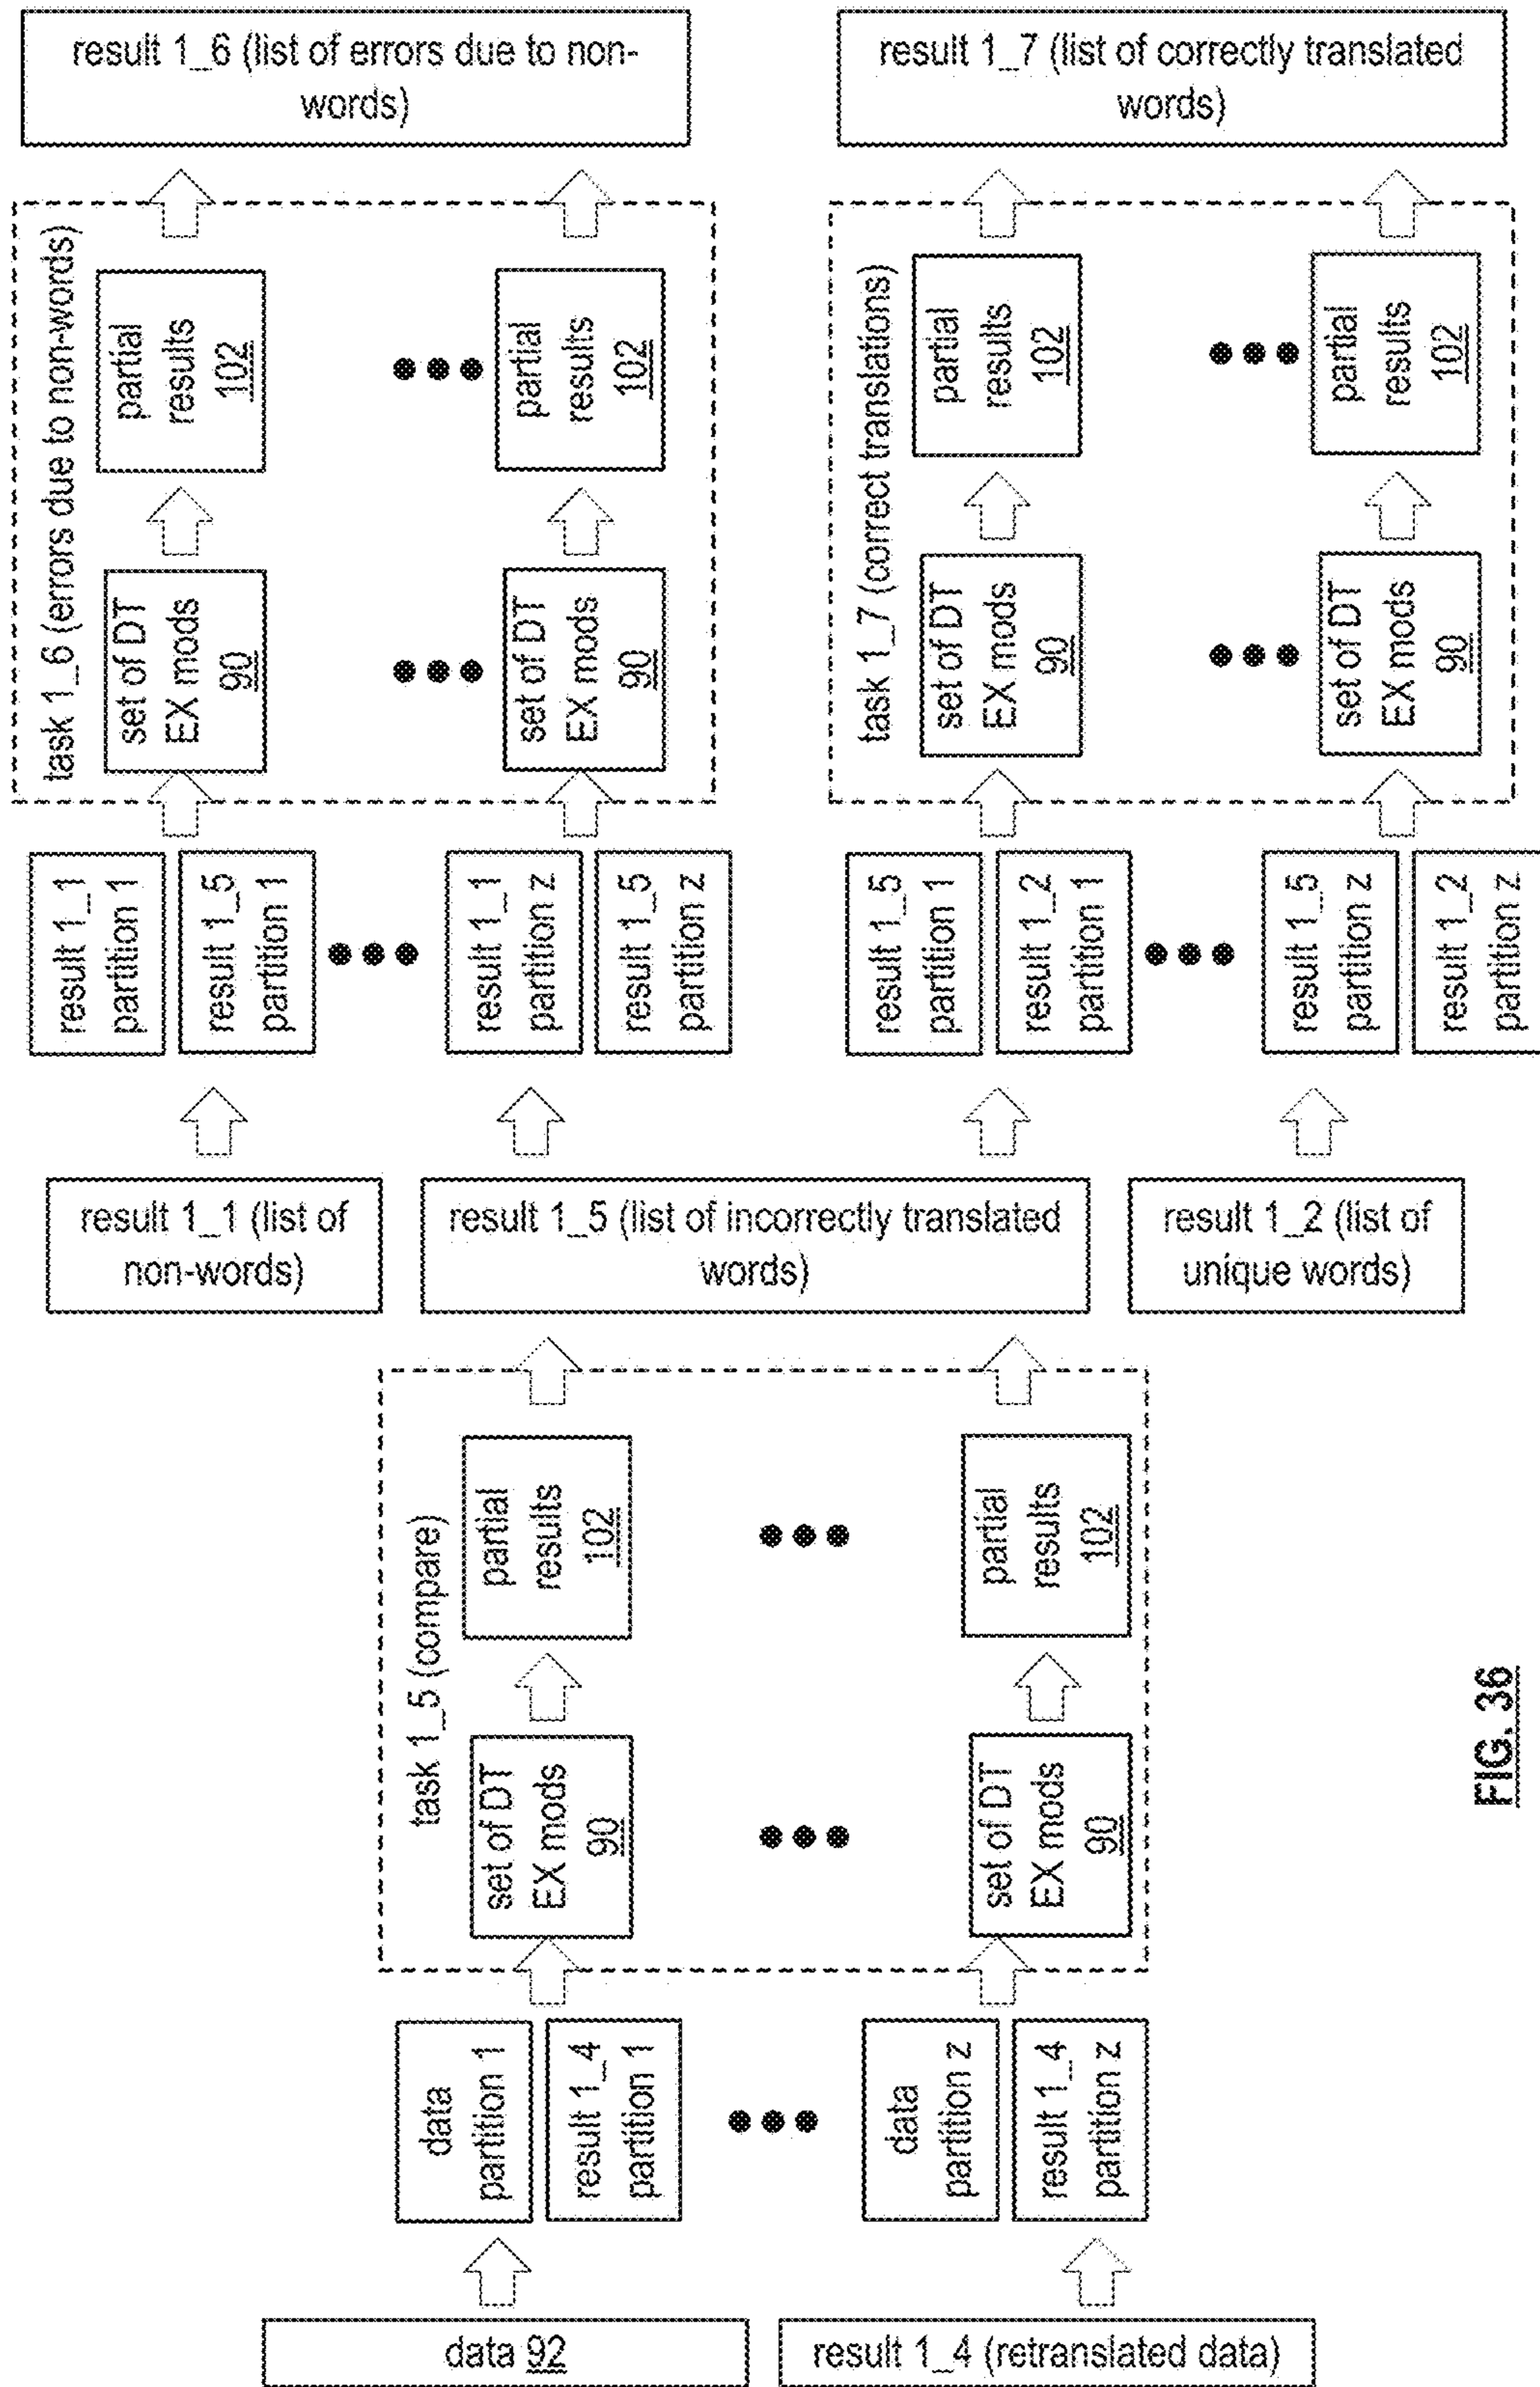 result 1_6 (list of errors due to non-
words)
result 1_7 (list of correctly translated
words)
task 1_6 (errors due to non-words)
partial
results
102
set of DT
EX mods
90
partial
results
102
set of DT
EX mods
90
task 1_7 (correct translations)
partial
results
102
set of DT
EX mods
90
partial
results
102
set of DT
EX mods
90
result 1_1
partition 1
result 1_5
partition 1
result 1_1
partition z
result 1_5
partition z
result 1_5
partition 1
result 1_2
partition 1
result 1_5
partition z
result 1_2
partition z
result 1_1 (list of
non-words)
result 1_5 (list of incorrectly translated
words)
result 1_2 (list of
unique words)
task 1_5 (compare)
partial
results
102
set of DT
EX mods
90
partial
results
102
set of DT
EX mods
90
data
partition 1
result 1_4
partition 1
data
partition z
result 1_4
partition z
data 92
result 1_4 (retranslated data)
FIG. 36